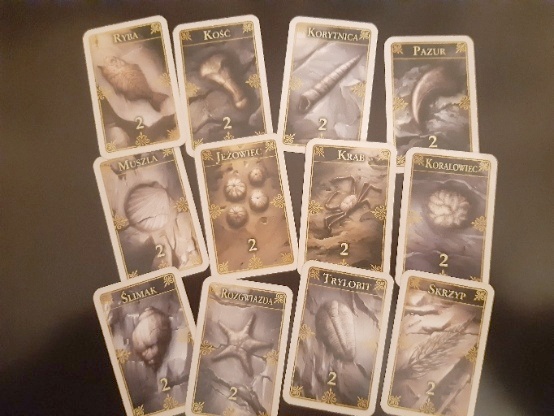 RYBA
2
KOŚĆ
2
KORYTNICA
2
PAZUR
2
MUSZLA
2
JEŻOWIEC
2
KRAB
2
KORALOWIEC
2
ŚLIMAK
2
ROZGWIAZDA
2
TRYLOBIT
2
SKRZYP
2